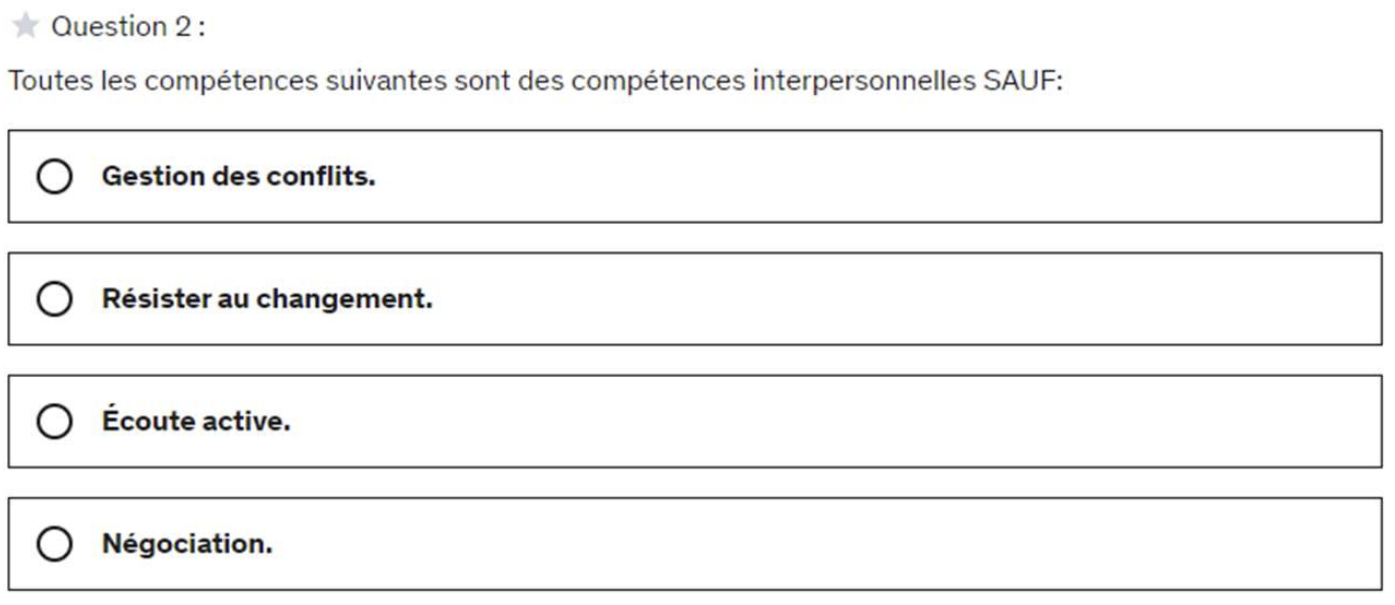 Question 2 :
Toutes les compétences suivantes sont des compétences interpersonnelles SAUF:
Gestion des conflits.
Résister au changement.
Écoute active.
Négociation.